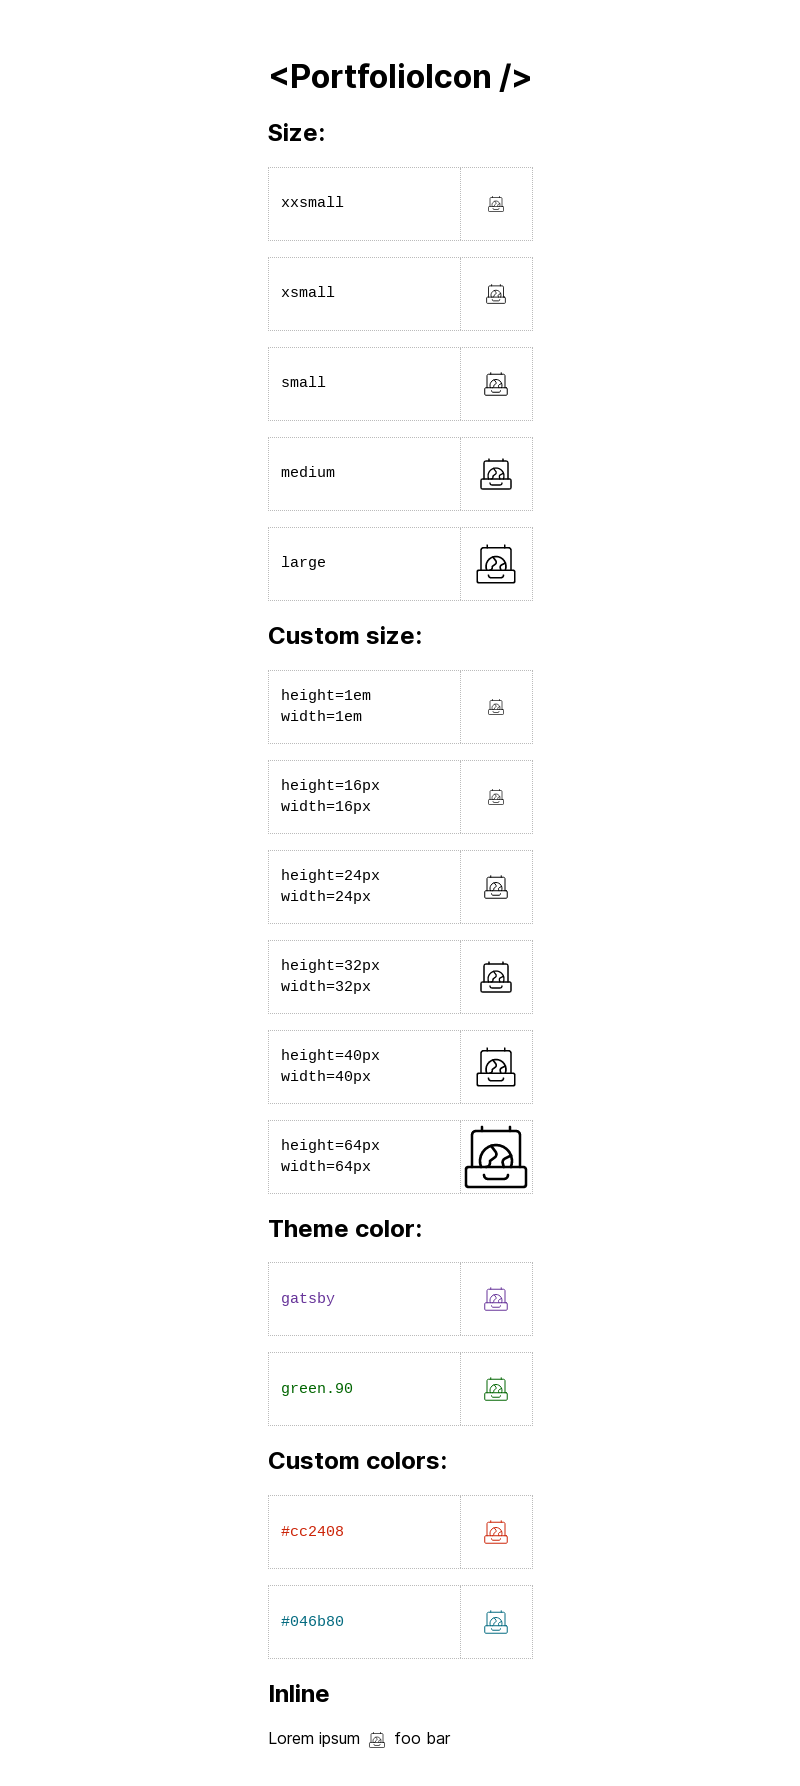 <PortfolioIcon />
Size:
xxsmall
xsmall
small
medium
large
Custom size:
height=1em
width=1em
height=16px
width=16px
height=24px
width=24px
height=32px
width=32px
height=40px
width=40px
height=64px
width=64px
Theme color:
gatsby
green.90
Custom colors:
#cc2408
#046b80
Inline
Lorem ipsum foo bar